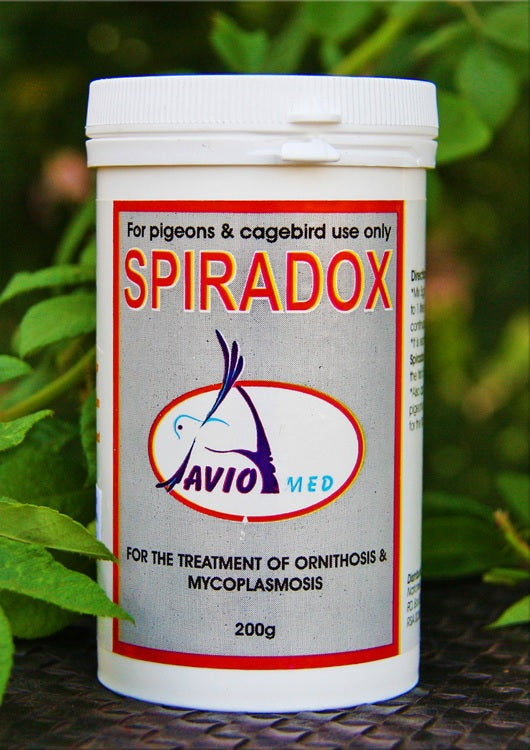 For pigeons & cagebird use only
SPIRADOX
AVIO MED
FOR THE TREATMENT OF ORNITHOSIS &
MYCOPLASMOSIS
200g